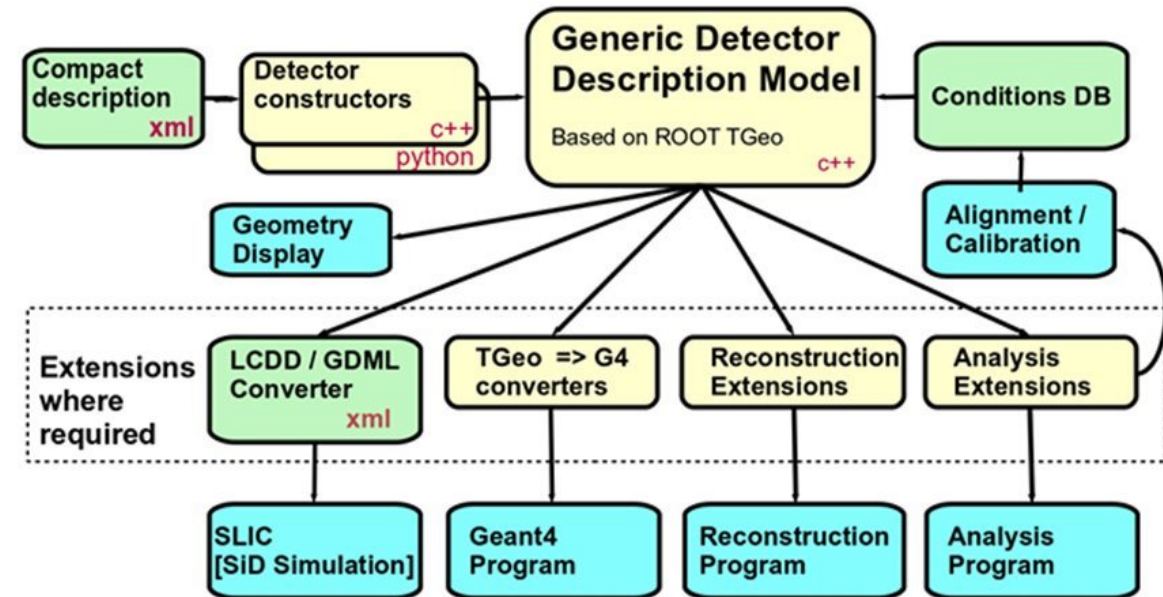 Compact
description
xml
Detector
constructors
c++
python
Generic Detector
Description Model
Based on ROOT TGeo
c++
Conditions DB
Geometry
Display
Alignment /
Calibration
Extensions
where
required
LCDD / GDML
Converter
xml
TGeo => G4
converters
Reconstruction
Extensions
Analysis
Extensions
SLIC
[SiD Simulation]
Geant4
Program
Reconstruction
Program
Analysis
Program